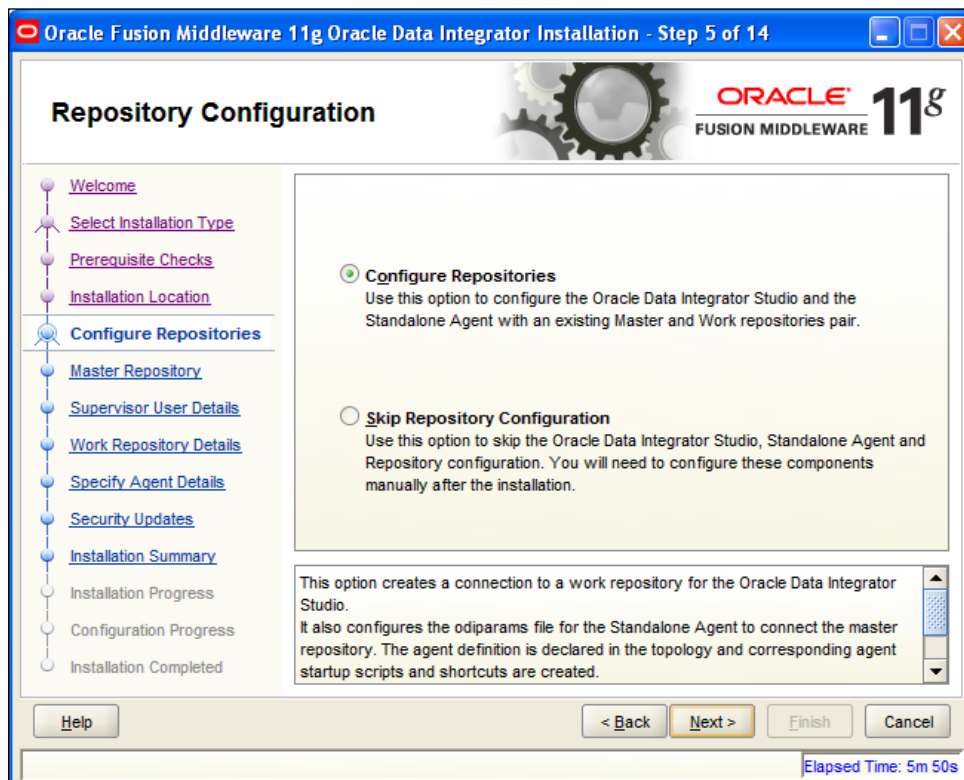 Oracle Fusion Middleware 11g Oracle Data Integrator Installation - Step 5 of 14
Repository Configuration
ORACLE
FUSION MIDDLEWARE
11g
Welcome
Select Installation Type
Prerequisite Checks
Installation Location
Configure Repositories
Master Repository
Supervisor User Details
Work Repository Details
Specify Agent Details
Security Updates
Installation Summary
Installation Progress
Configuration Progress
Installation Completed
Configure Repositories
Use this option to configure the Oracle Data Integrator Studio and the
Standalone Agent with an existing Master and Work repositories pair.
Skip Repository Configuration
Use this option to skip the Oracle Data Integrator Studio, Standalone Agent and
Repository configuration. You will need to configure these components
manually after the installation.
This option creates a connection to a work repository for the Oracle Data Integrator
Studio.
It also configures the odiparams file for the Standalone Agent to connect the master
repository. The agent definition is declared in the topology and corresponding agent
startup scripts and shortcuts are created.
Help
< Back
Next >
Finish
Cancel
Elapsed Time: 5m 50s